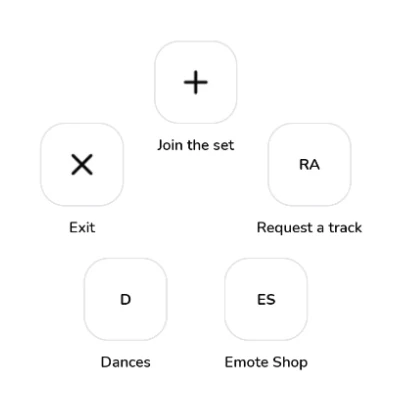 Join the set
RA
Exit
Request a track
D
ES
Dances
Emote Shop